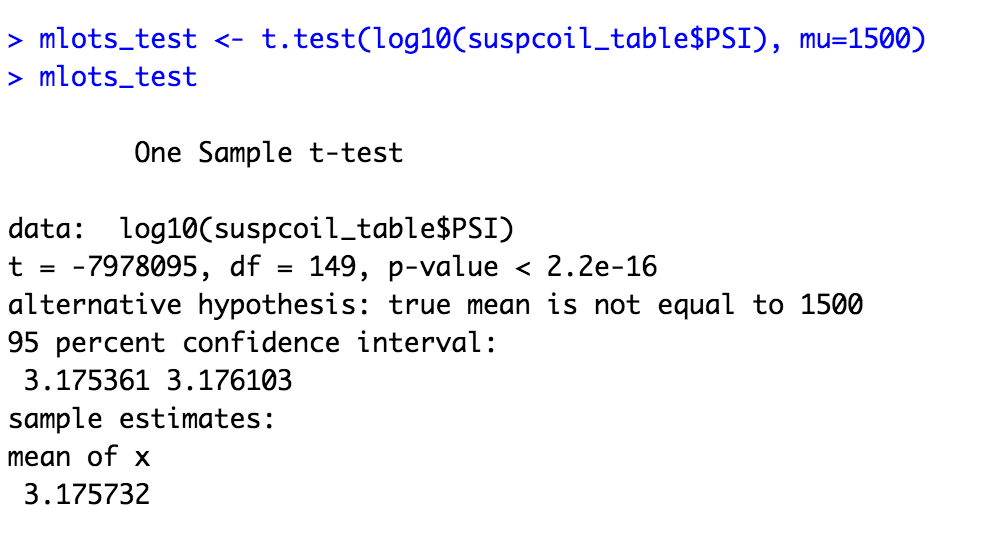 > mlots_test <- t.test(log10(suspcoil_table$PSI), mu=1500)
> mlots_test
One Sample t-test
data:  log10(suspcoil_table$PSI)
t = -7978095, df = 149, p-value < 2.2e-16
alternative hypothesis: true mean is not equal to 1500
95 percent confidence interval:
3.175361 3.176103
sample estimates:
mean of x
3.175732